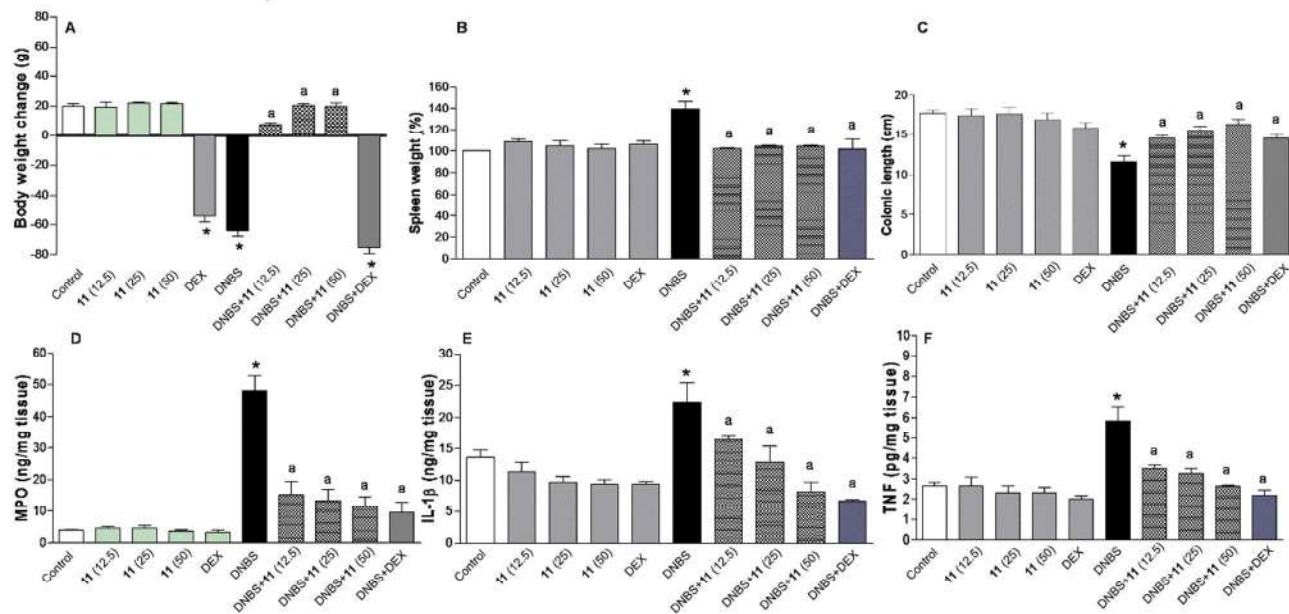 A
Body weight change (g)
80
60
40
20
0
-20
-40
-60
-80
a
a
a
*
*
*
Control
11 (12.5)
11 (25)
11 (50)
DEX
DNBS
DNBS+11 (12.5)
DNBS+11 (25)
DNBS+11 (50)
DNBS+DEX
B
Spleen weight (%)
160
140
120
100
80
60
40
20
0
*
a
a
a
a
Control
11 (12.5)
11 (25)
11 (50)
DEX
DNBS
DNBS+11 (12.5)
DNBS+11 (25)
DNBS+11 (50)
DNBS+DEX
C
Colonic length (cm)
20
15
10
5
0
*
a
a
a
a
Control
11 (12.5)
11 (25)
11 (50)
DEX
DNBS
DNBS+11 (12.5)
DNBS+11 (25)
DNBS+11 (50)
DNBS+DEX
D
MPO (ng/mg tissue)
60
50
40
30
20
10
0
*
a
a
a
a
Control
11 (12.5)
11 (25)
11 (50)
DEX
DNBS
DNBS+11 (12.5)
DNBS+11 (25)
DNBS+11 (50)
DNBS+DEX
E
IL-1β (ng/mg tissue)
30
25
20
15
10
5
0
*
a
a
a
a
Control
11 (12.5)
11 (25)
11 (50)
DEX
DNBS
DNBS+11 (12.5)
DNBS+11 (25)
DNBS+11 (50)
DNBS+DEX
F
TNF (pg/mg tissue)
10
9
8
7
6
5
4
3
2
1
0
*
a
a
a
a
Control
11 (12.5)
11 (25)
11 (50)
DEX
DNBS
DNBS+11 (12.5)
DNBS+11 (25)
DNBS+11 (50)
DNBS+DEX